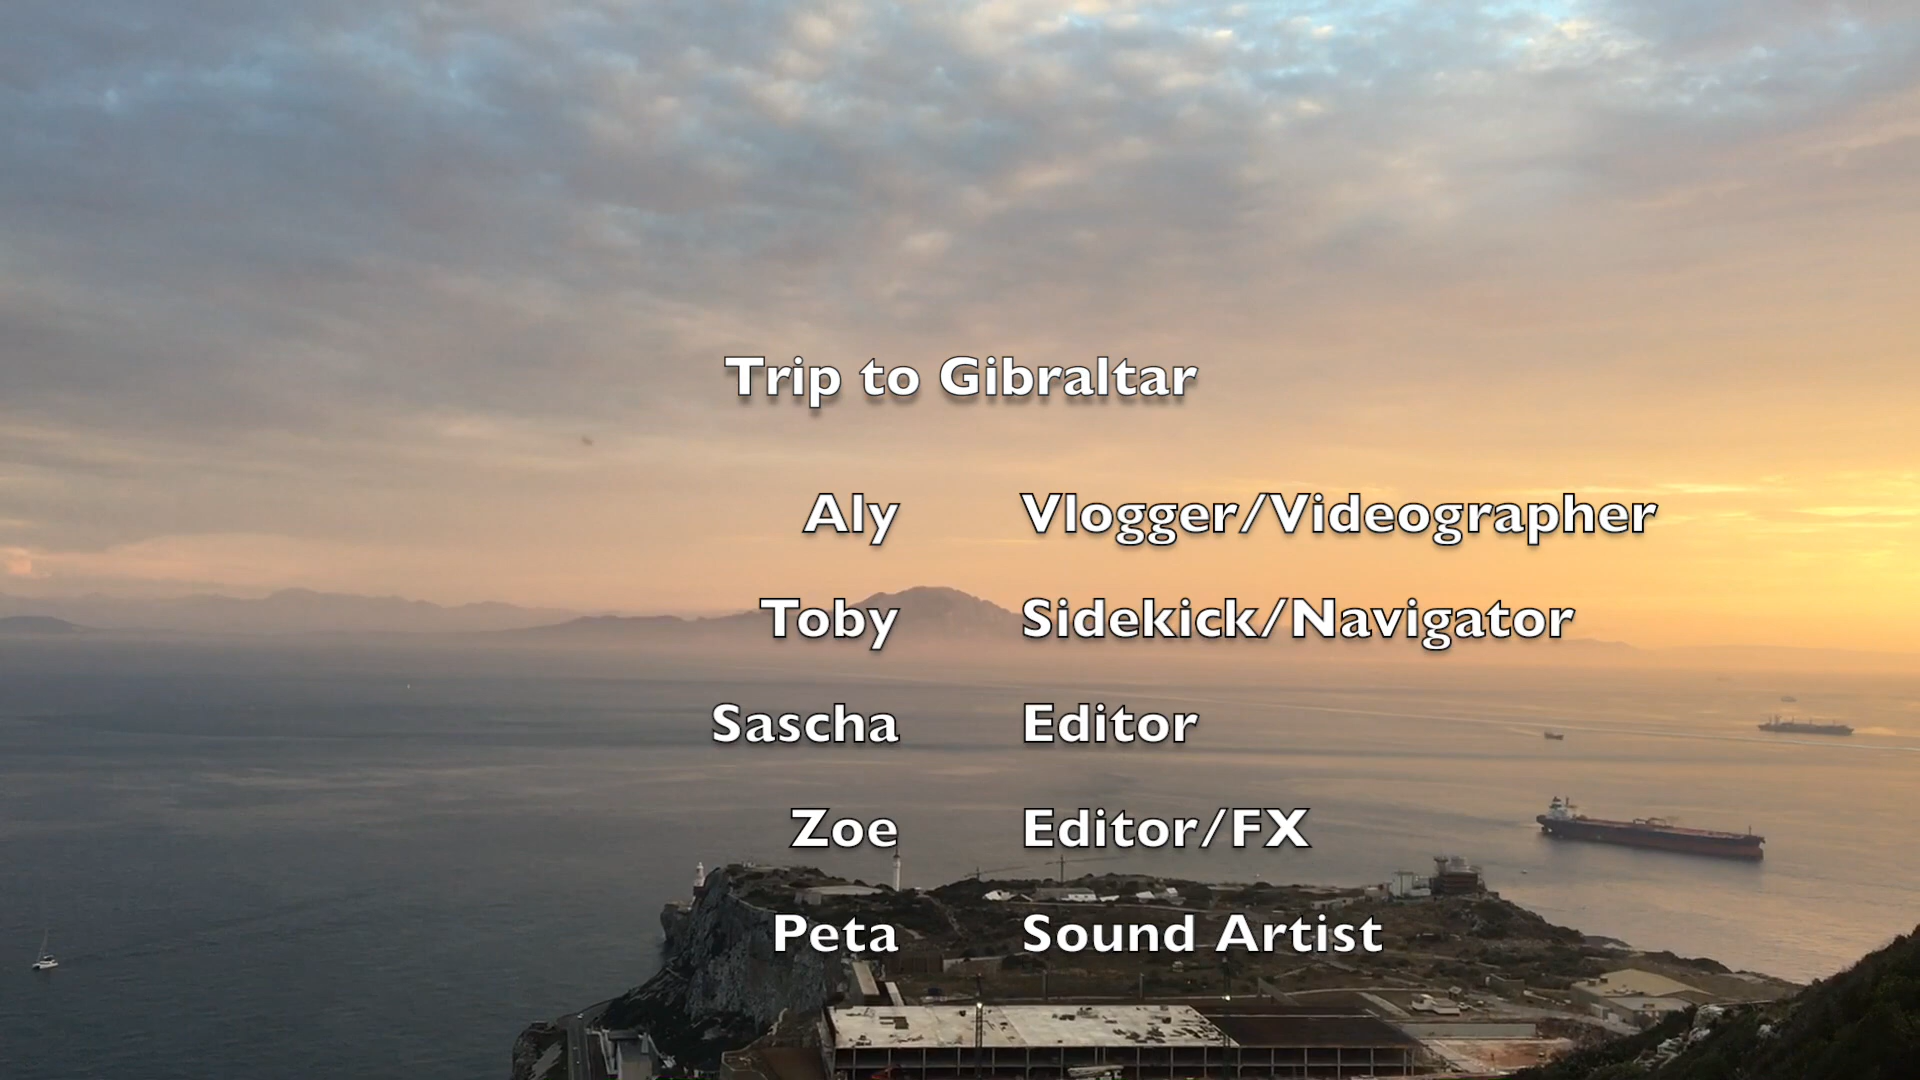 Trip to Gibraltar
Aly Vlogger/Videographer
Toby Sidekick/Navigator
Sascha Editor
Zoe Editor/FX
Peta Sound Artist